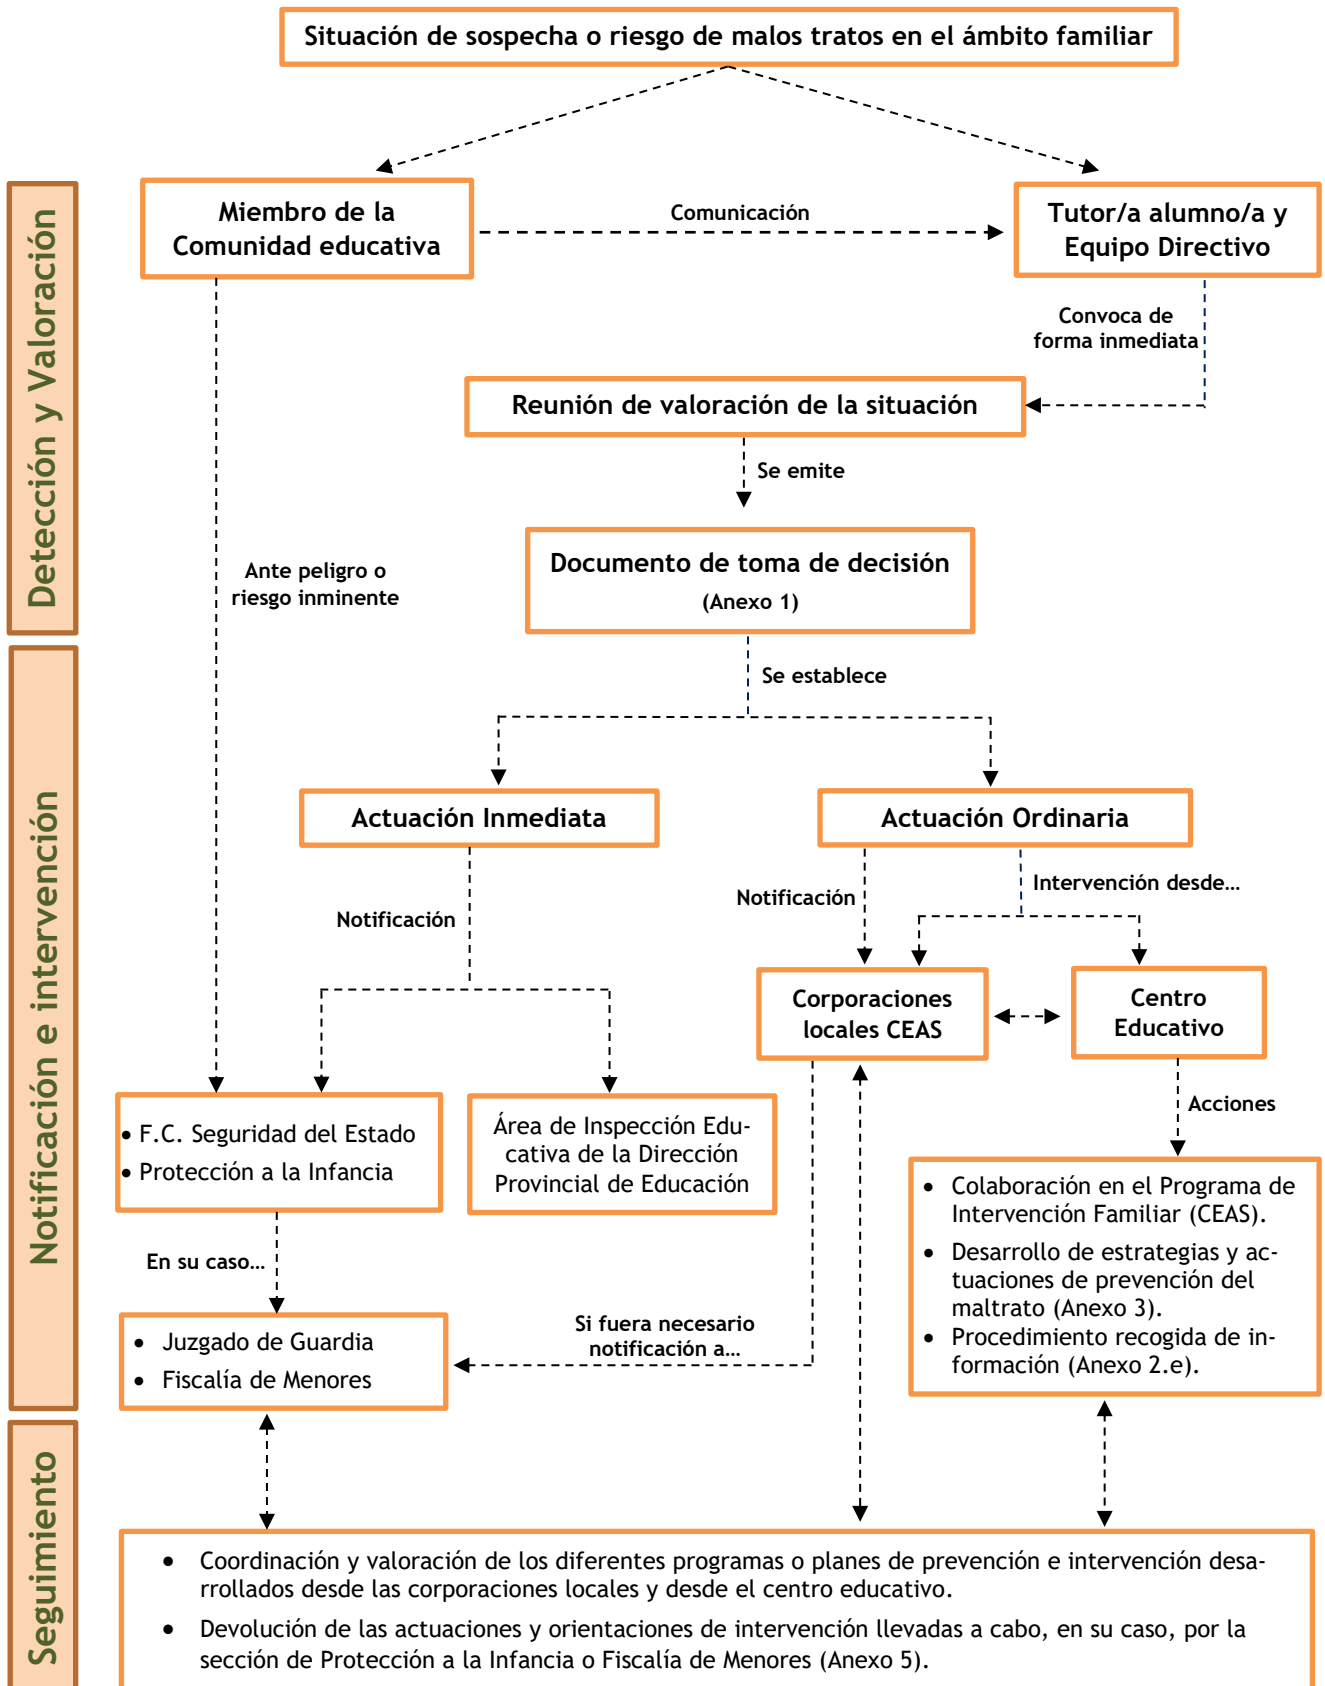 Situación de sospecha o riesgo de malos tratos en el ámbito familiar
Detección y Valoración
Miembro de la
Comunidad educativa
Comunicación
Tutor/a alumno/a y
Equipo Directivo
Convoca de
forma inmediata
Reunión de valoración de la situación
Se emite
Ante peligro o
riesgo inminente
Documento de toma de decisión
(Anexo 1)
Notificación e intervención
Se establece
Actuación Inmediata
Actuación Ordinaria
Notificación
Notificación
Intervención desde…
Corporaciones
locales CEAS
Centro
Educativo
Acciones
• F.C. Seguridad del Estado
• Protección a la Infancia
Área de Inspección Edu-
cativa de la Dirección
Provincial de Educación
• Colaboración en el Programa de
Intervención Familiar (CEAS).
• Desarrollo de estrategias y ac-
tuaciones de prevención del
maltrato (Anexo 3).
• Procedimiento recogida de in-
formación (Anexo 2.e).
En su caso…
Si fuera necesario
notificación a…
• Juzgado de Guardia
• Fiscalía de Menores
Seguimiento
• Coordinación y valoración de los diferentes programas o planes de prevención e intervención desa-
rrollados desde las corporaciones locales y desde el centro educativo.
• Devolución de las actuaciones y orientaciones de intervención llevadas a cabo, en su caso, por la
sección de Protección a la Infancia o Fiscalía de Menores (Anexo 5).